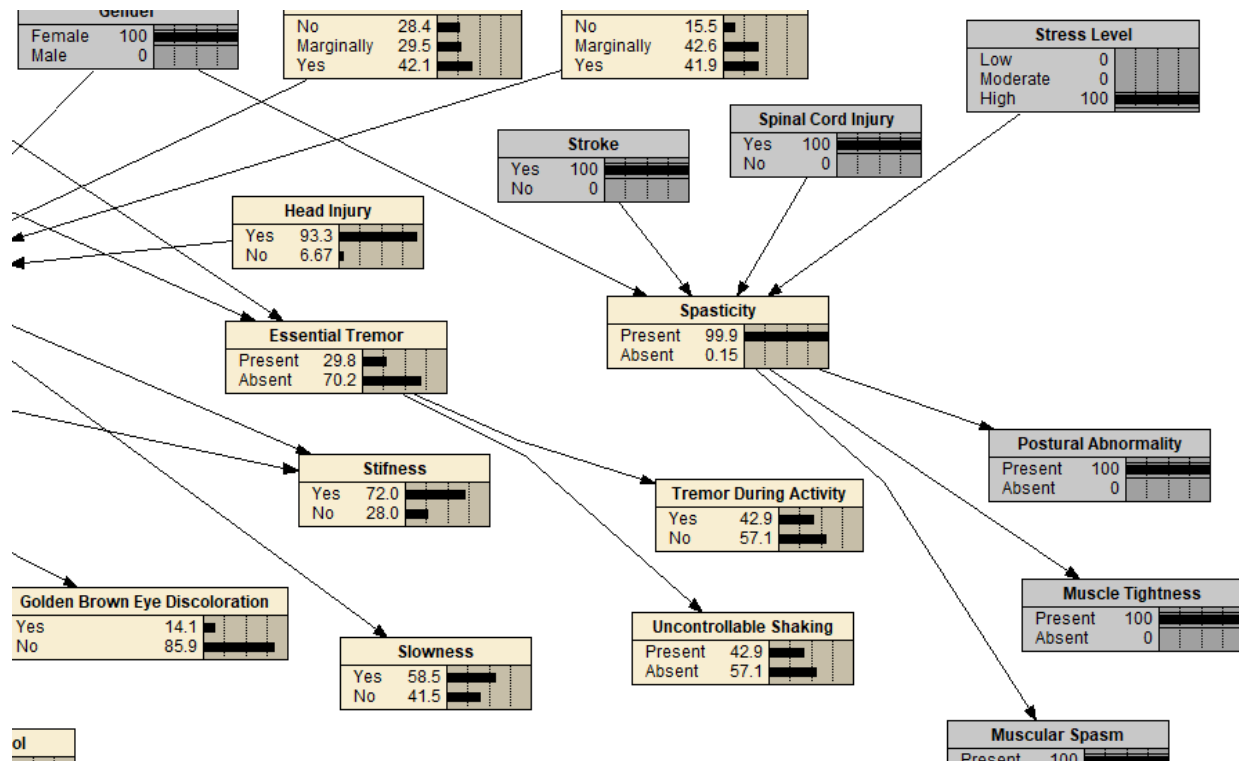 Gender
Female 100
Male 0
No 28.4
Marginally 29.5
Yes 42.1
No 15.5
Marginally 42.6
Yes 41.9
Stress Level
Low 0
Moderate 0
High 100
Spinal Cord Injury
Yes 100
No 0
Stroke
Yes 100
No 0
Head Injury
Yes 93.3
No 6.67
Spasticity
Present 99.9
Absent 0.15
Essential Tremor
Present 29.8
Absent 70.2
Postural Abnormality
Present 100
Absent 0
Stifness
Yes 72.0
No 28.0
Tremor During Activity
Yes 42.9
No 57.1
Muscle Tightness
Present 100
Absent 0
Golden Brown Eye Discoloration
Yes 14.1
No 85.9
Uncontrollable Shaking
Present 42.9
Absent 57.1
Slowness
Yes 58.5
No 41.5
Muscular Spasm
Present 100
ol